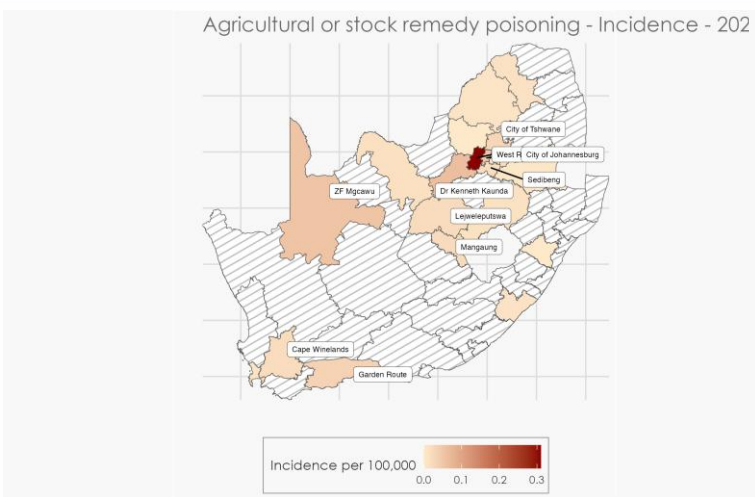 Agricultural or stock remedy poisoning - Incidence - 202
City of Tshwane
West R
City of Johannesburg
Sedibeng
ZF Mgcawu
Dr Kenneth Kaunda
Lejweleputswa
Mangaung
Cape Winelands
Garden Route
Incidence per 100,000
0.0 0.1 0.2 0.3